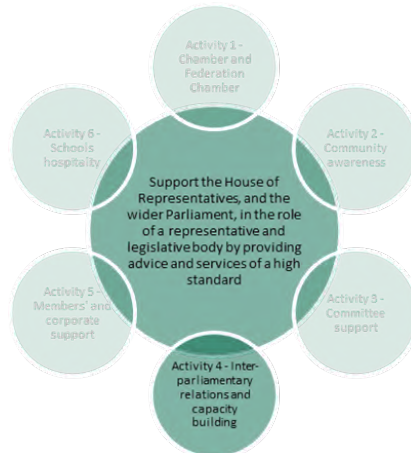 Activity 1 -
Chamber and
Federation
Chamber
Activity 6 -
Schools
hospitality
Activity 2 -
Community
awareness
Support the House of
Representatives, and the
wider Parliament, in the role
of a representative and
legislative body by providing
advice and services of a high
standard
Activity 5 -
Members' and
corporate
support
Activity 3 -
Committee
support
Activity 4 - Inter-
parliamentary
relations and
capacity
building